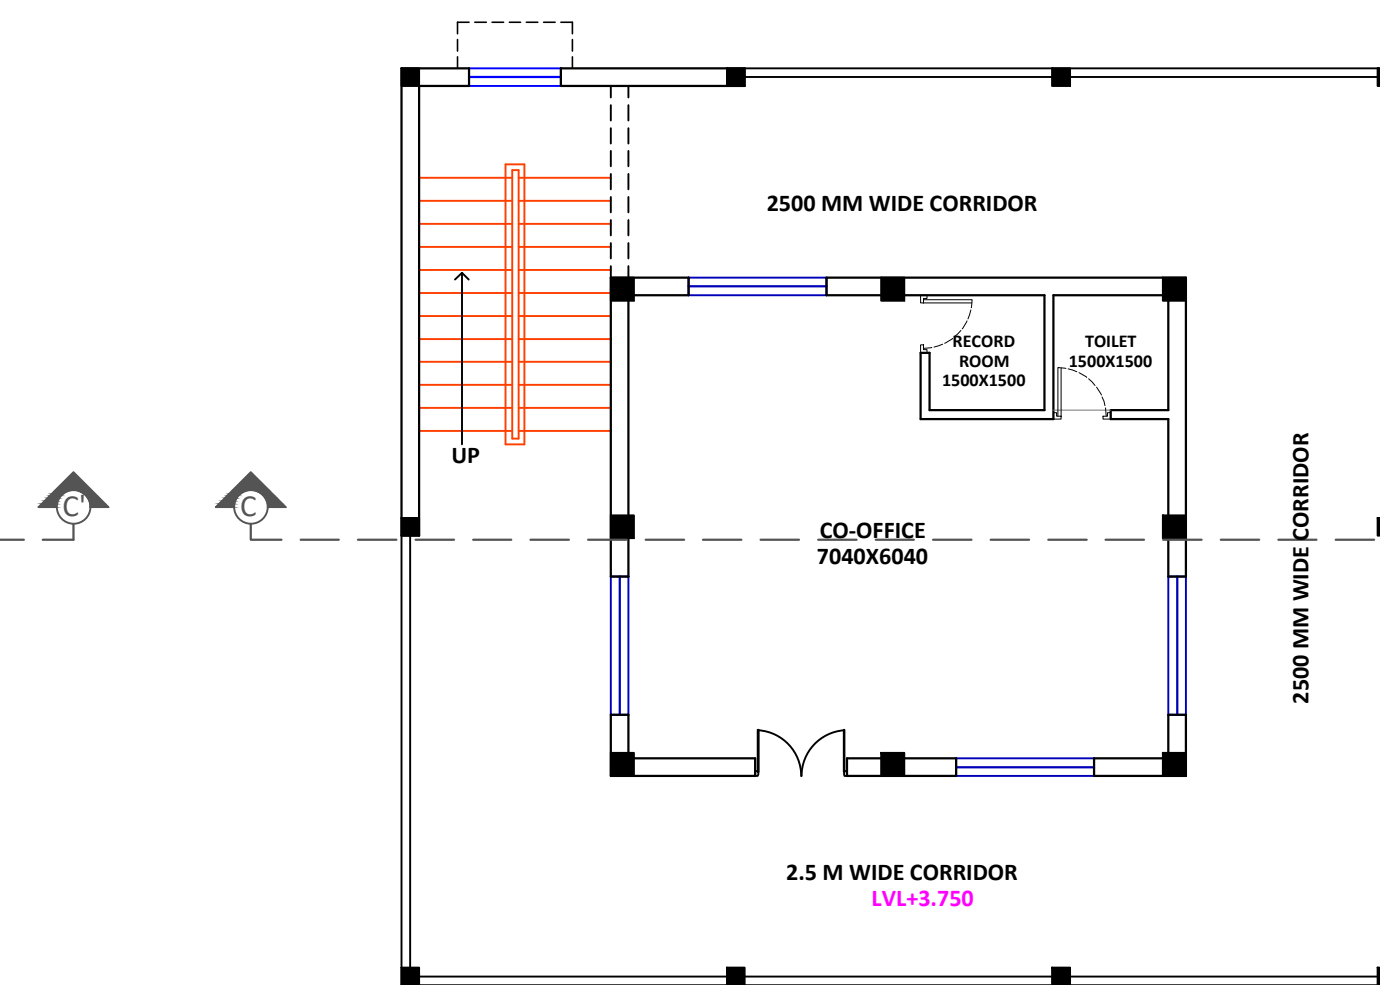 2500 MM WIDE CORRIDOR
RECORD
ROOM
1500X1500
TOILET
1500X1500
UP
C'
C
CO-OFFICE
7040X6040
2500 MM WIDE CORRIDOR
2.5 M WIDE CORRIDOR
LVL+3.750